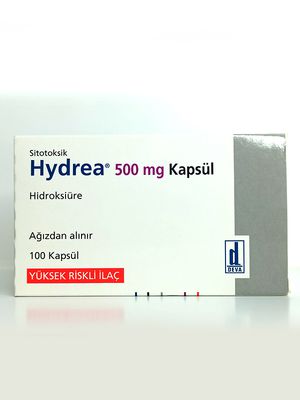 Sitotoksik
Hydrea® 500 mg Kapsül
Hidroksiüre
Ağızdan alınır
100 Kapsül
YÜKSEK RİSKLİ İLAÇ
d
DEVA